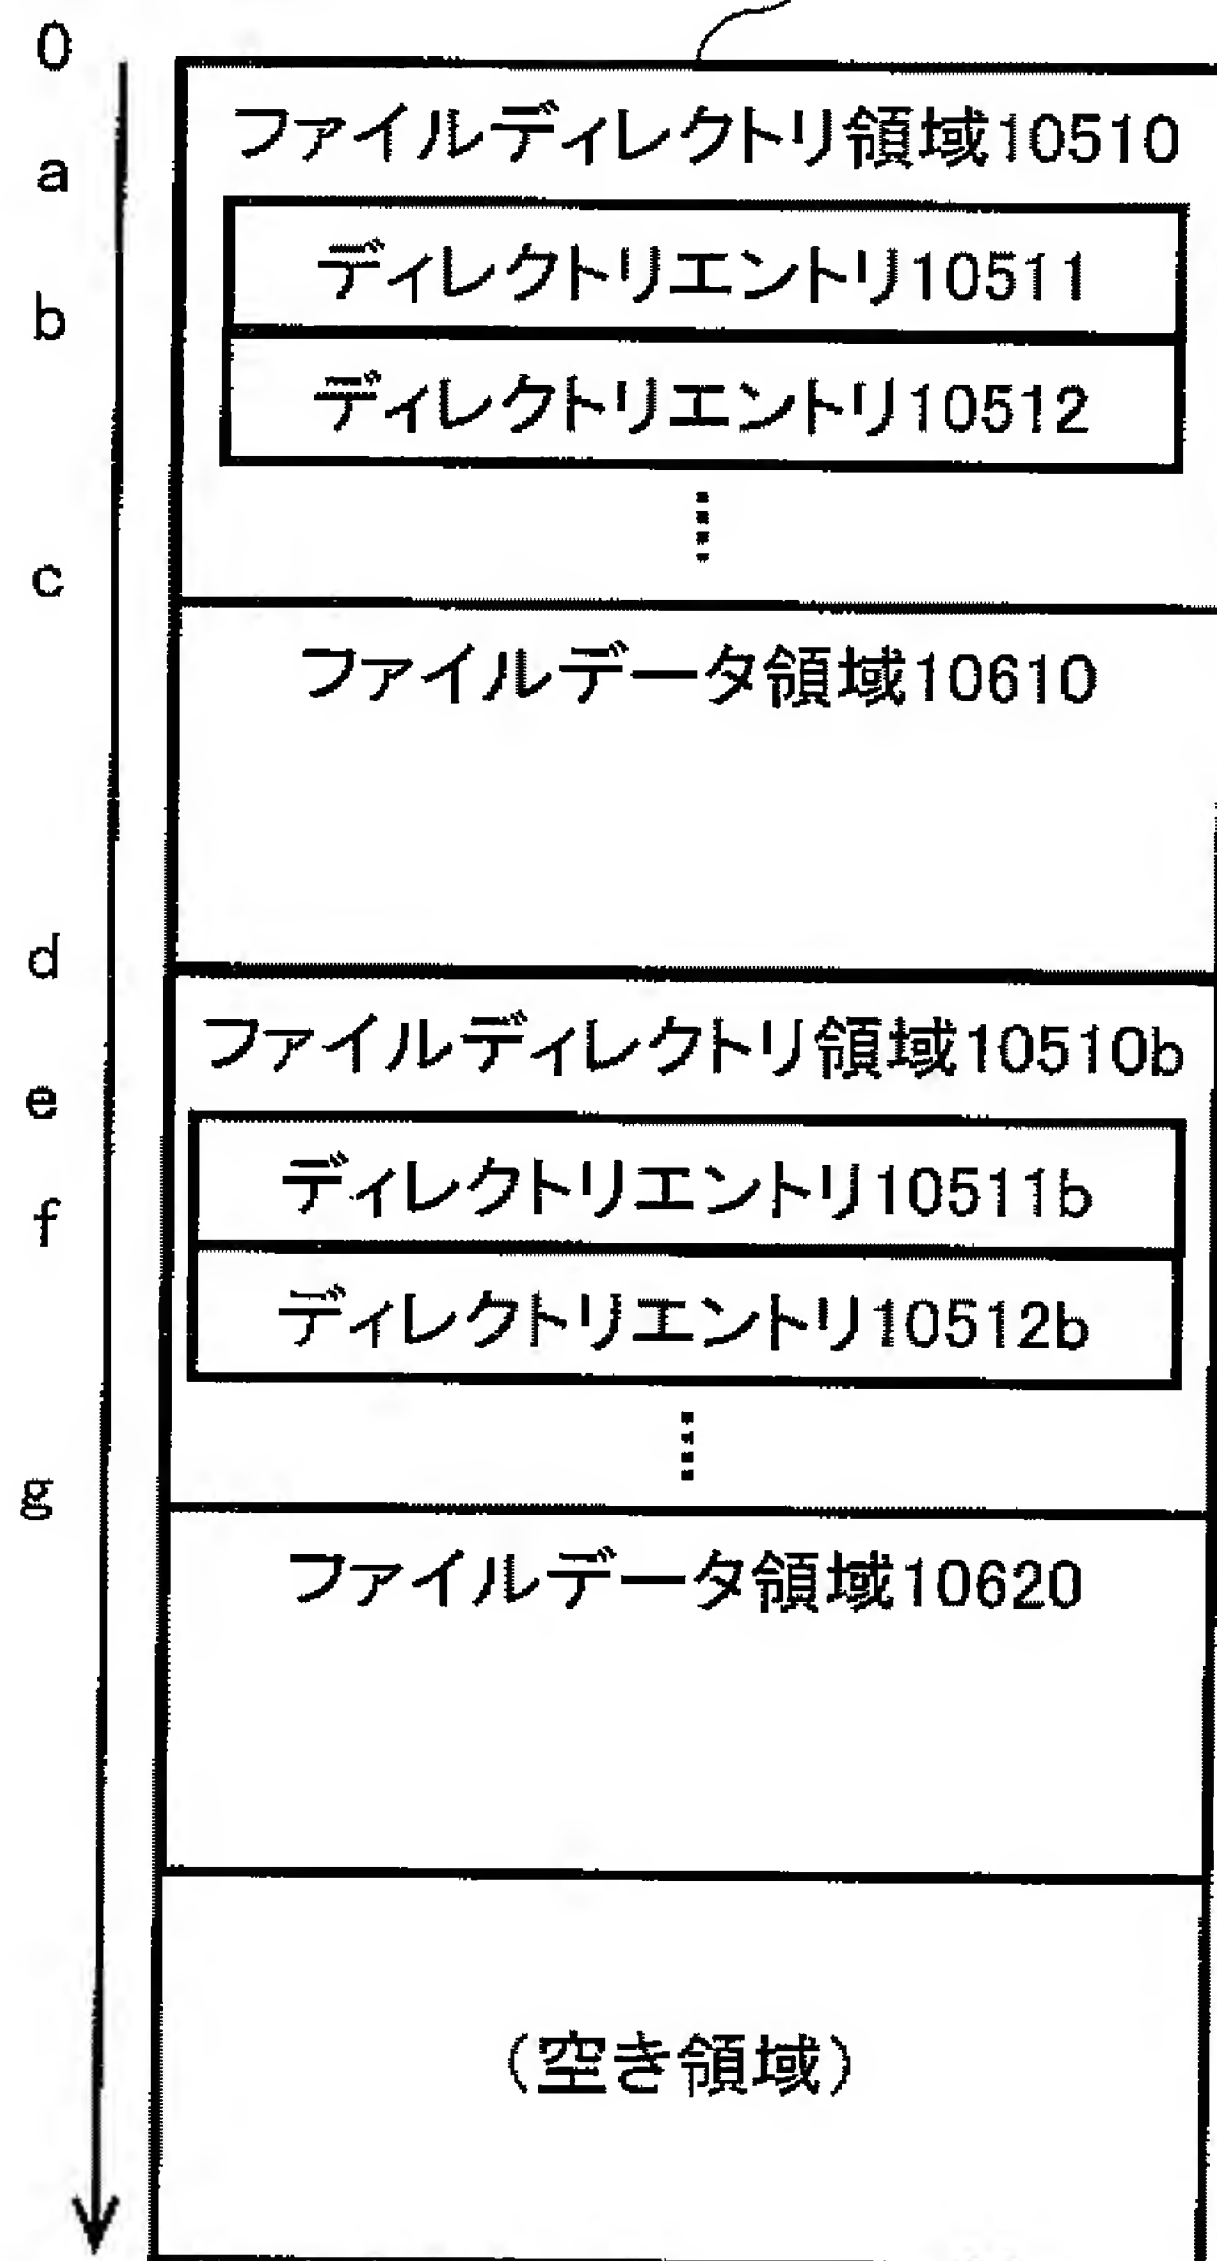 0
ファイルディレクトリ領域10510
a
ディレクトリエントリ10511
b
ディレクトリエントリ10512
c
ファイルデータ領域10610
d
ファイルディレクトリ領域10510b
e
ディレクトリエントリ10511b
f
ディレクトリエントリ10512b
g
ファイルデータ領域10620
(空き領域)